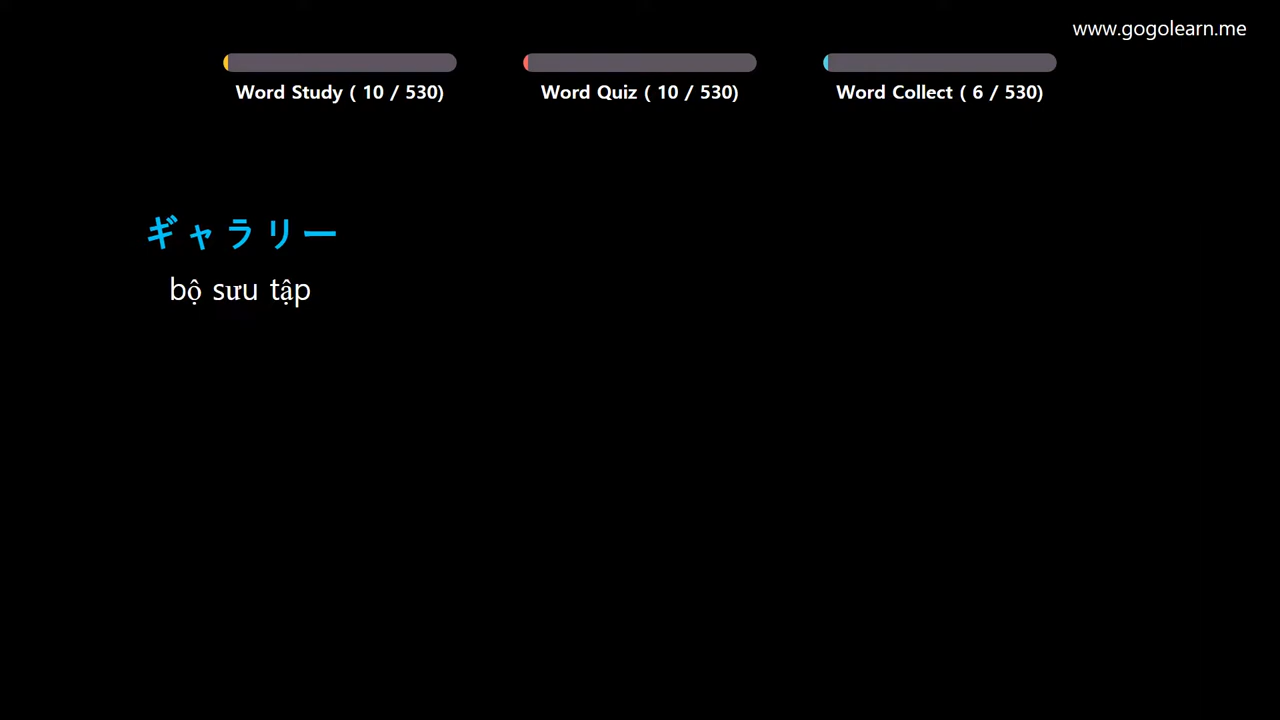 www.gogolearn.me
Word Study ( 10 / 530)
Word Quiz ( 10 / 530)
Word Collect ( 6 / 530)
ギャラリー
bộ sưu tập